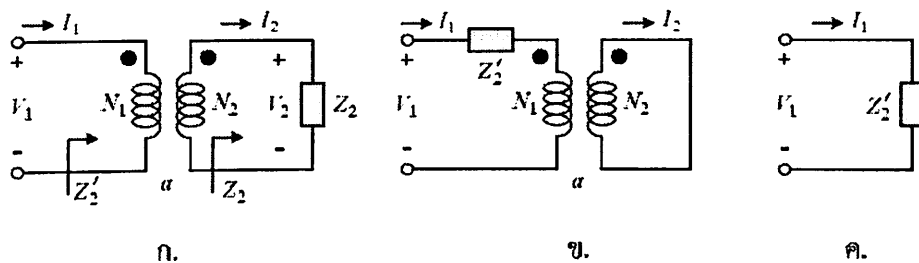 I₁ I₂ I₁ I₂ I₁
+ + + Z₂′ +
V₁ N₁ N₂ V₂ Z₂ V₁ N₁ N₂ V₁ Z₂′
- - - -
Z₂′ a Z₂ a
ก. ข. ค.